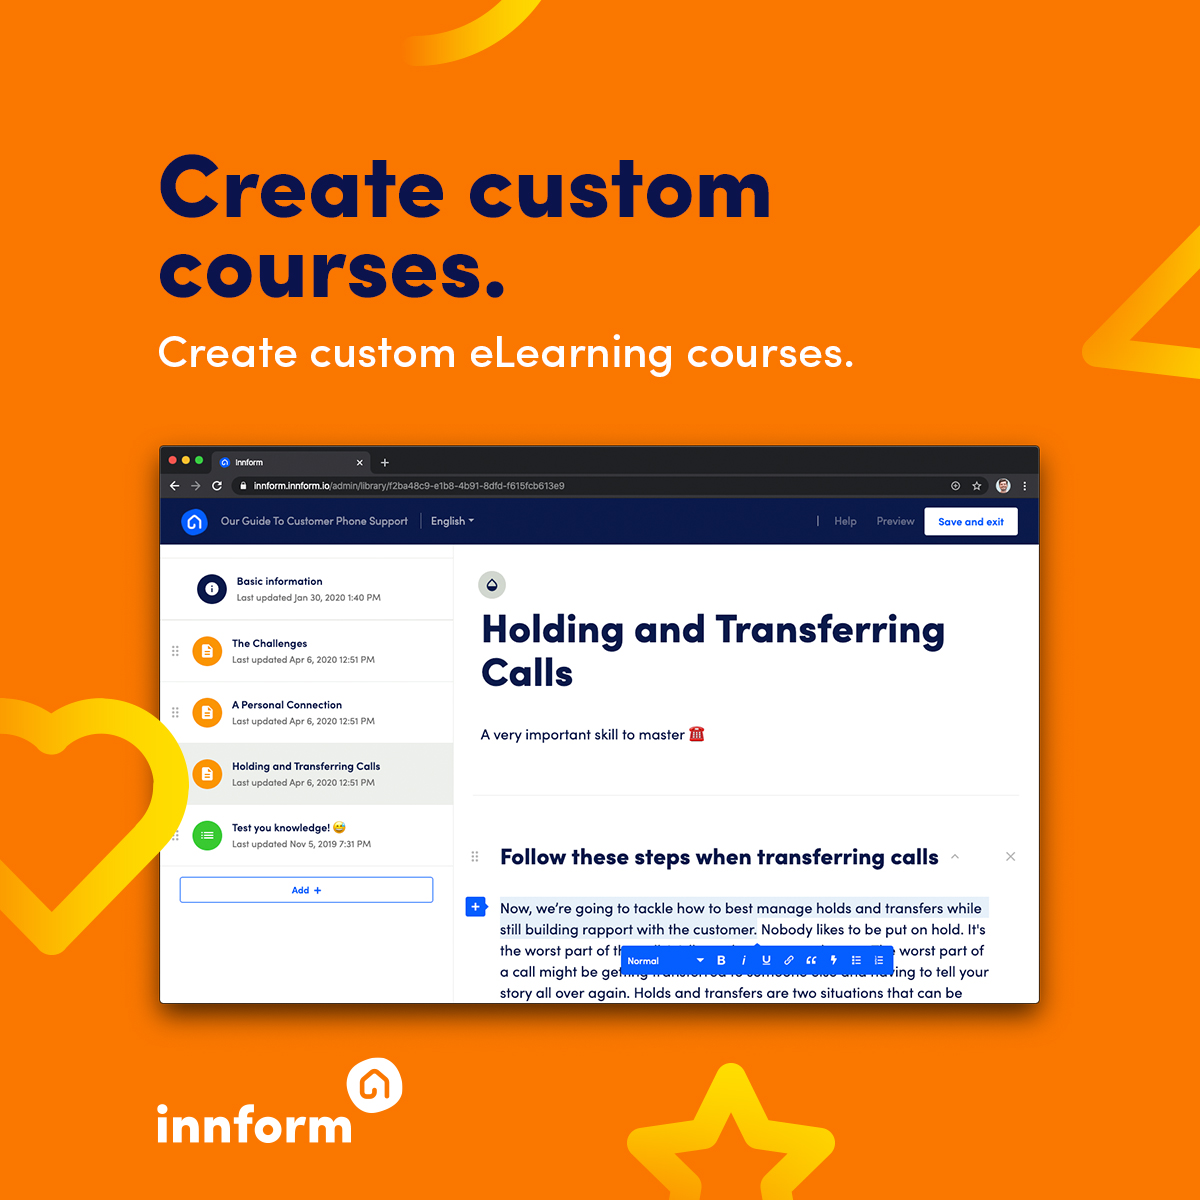 Create custom
courses.
Create custom eLearning courses.
Innform
innform.innform.io/admin/library/f2ba48c9-e1b8-4b91-8dfd-f615fcb613e9
Our Guide To Customer Phone Support
English
Help
Preview
Save and exit
Basic information
Last updated Jan 30, 2020 1:40 PM
The Challenges
Last updated Apr 6, 2020 12:51 PM
A Personal Connection
Last updated Apr 6, 2020 12:51 PM
Holding and Transferring Calls
Last updated Apr 6, 2020 12:51 PM
Test you knowledge! 😅
Last updated Nov 5, 2019 7:31 PM
Add +
Holding and Transferring
Calls
A very important skill to master ☎️
Follow these steps when transferring calls
Now, we're going to tackle how to best manage holds and transfers while
still building rapport with the customer. Nobody likes to be put on hold. It's
the worst part of worst part of
Normal B i U
a call might be getting transferred to someone else and having to tell your
story all over again. Holds and transfers are two situations that can be
innform